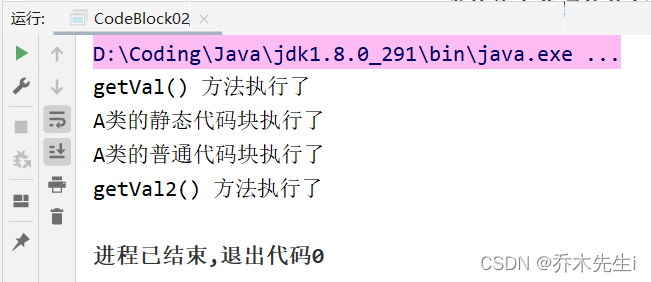 运行: CodeBlock02
D:\Coding\Java\jdk1.8.0_291\bin\java.exe ...
getVal() 方法执行了
A类的静态代码块执行了
A类的普通代码块执行了
getVal2() 方法执行了
进程已结束,退出代码0
CSDN @乔木先生i